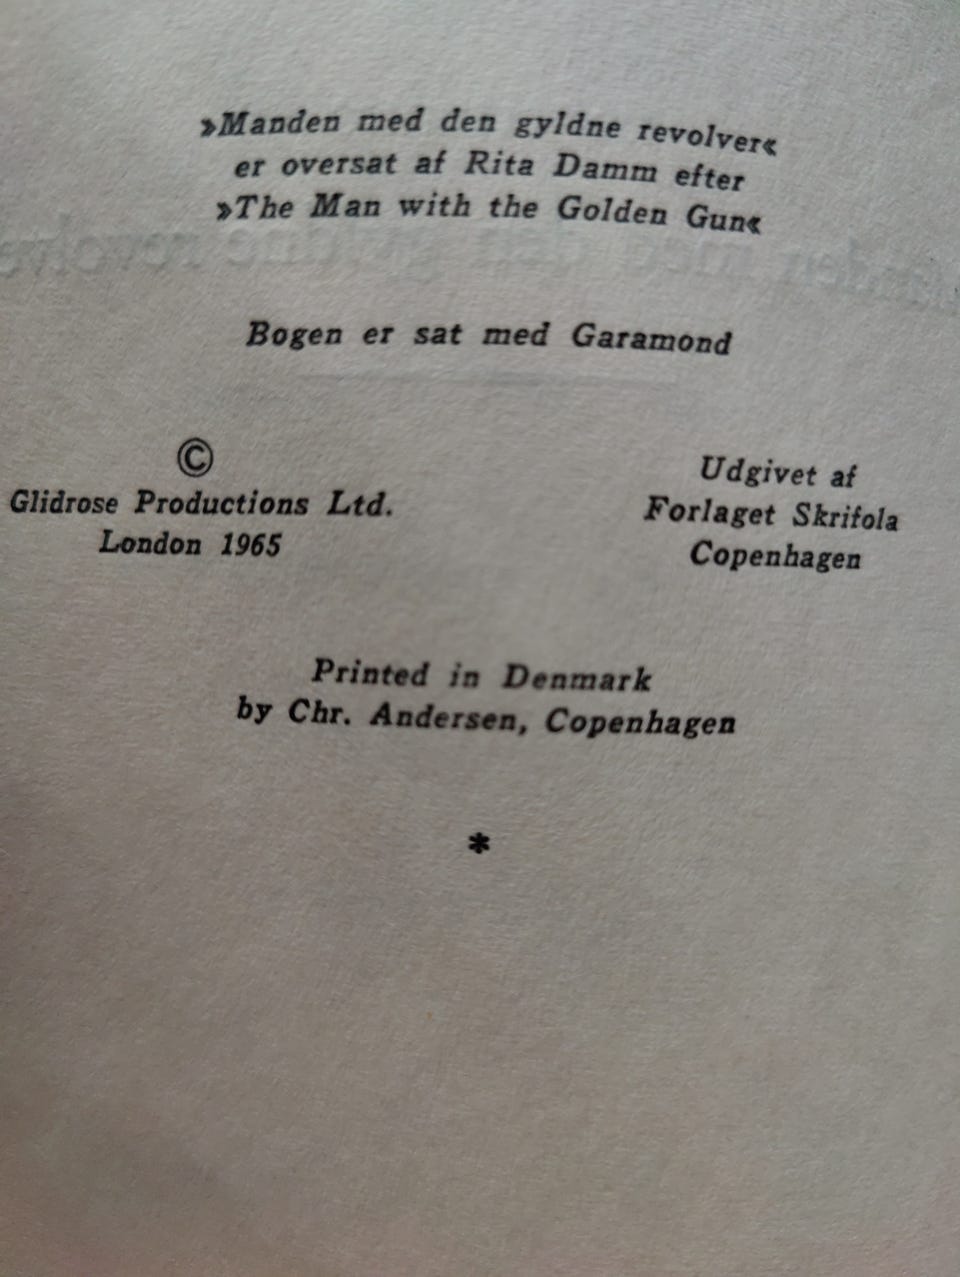 »Manden med den gyldne revolver«
er oversat af Rita Damm efter
»The Man with the Golden Gun«
Bogen er sat med Garamond
©
Glidrose Productions Ltd.
London 1965
Udgivet af
Forlaget Skrifola
Copenhagen
Printed in Denmark
by Chr. Andersen, Copenhagen
*